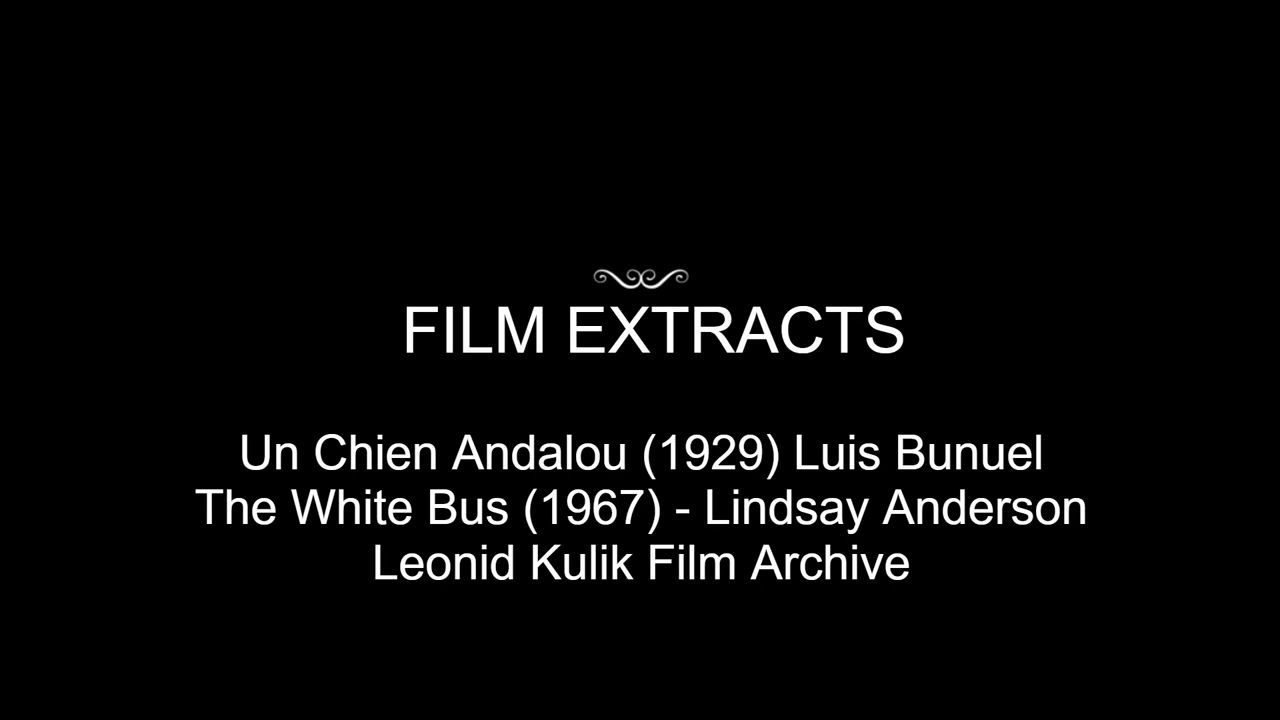 FILM EXTRACTS
Un Chien Andalou (1929) Luis Bunuel
The White Bus (1967) - Lindsay Anderson
Leonid Kulik Film Archive